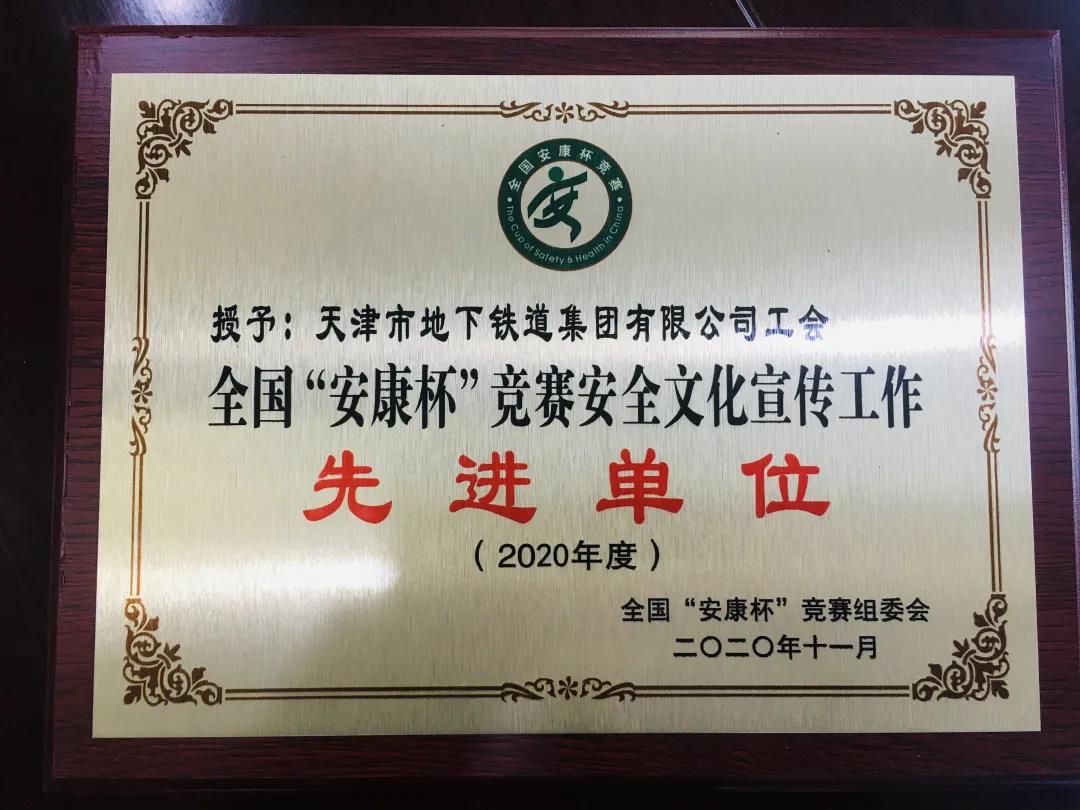 全国安康杯竞赛
The Cup of Safety & Health in China
安
授予：天津市地下铁道集团有限公司工会
全国“安康杯”竞赛安全文化宣传工作
先进单位
（2020年度）
全国“安康杯”竞赛组委会
二〇二〇年十一月